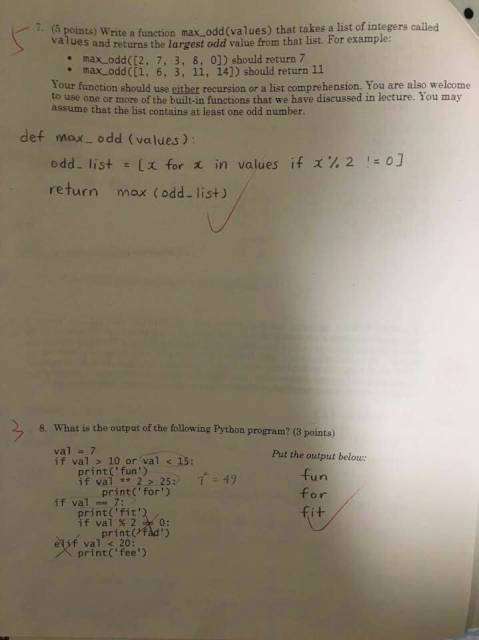 5
7. (5 points) Write a function max_odd(values) that takes a list of integers called
values and returns the largest odd value from that list. For example:
• max_odd([2, 7, 3, 8, 0]) should return 7
• max_odd([1, 6, 3, 11, 14]) should return 11
Your function should use either recursion or a list comprehension. You are also welcome
to use one or more of the built-in functions that we have discussed in lecture. You may
assume that the list contains at least one odd number.
def max_odd (values):
odd_list = [x for x in values if x % 2 != 0]
return max (odd_list)
3
8. What is the output of the following Python program? (3 points)
val = 7
if val > 10 or val < 15:
print('fun')
if val ** 2 > 25: 7² = 49
print('for')
if val == 7:
print('fit')
if val % 2 == 0:
print('fad')
elif val < 20:
print('fee')
Put the output below:
fun
for
fit